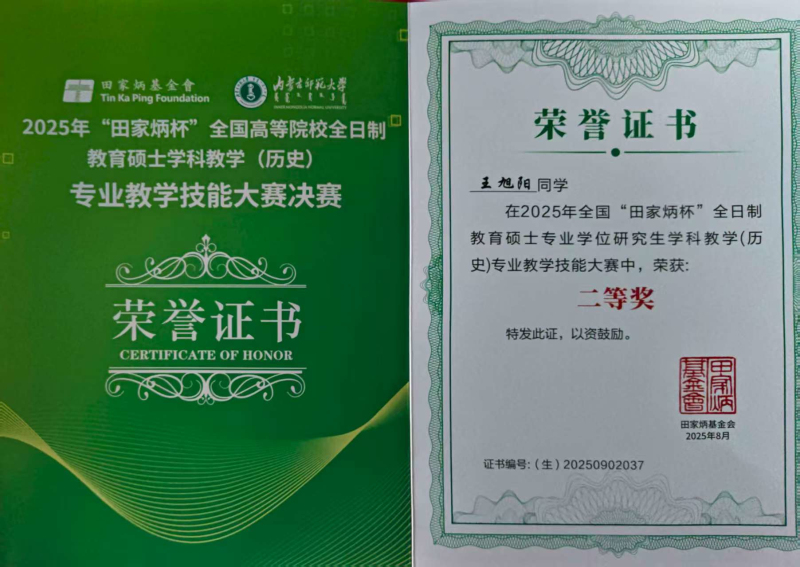 田家炳基金會
Tin Ka Ping Foundation
内蒙古师范大学
2025年“田家炳杯”全国高等院校全日制
教育硕士学科教学（历史）
专业教学技能大赛决赛
荣誉证书
CERTIFICATE OF HONOR
荣誉证书
王旭阳同学
在2025年全国“田家炳杯”全日制
教育硕士专业学位研究生学科教学(历
史)专业教学技能大赛中，荣获:
二等奖
特发此证，以资鼓励。
田家炳基金會
田家炳基金会
2025年8月
证书编号:（生）20250902037